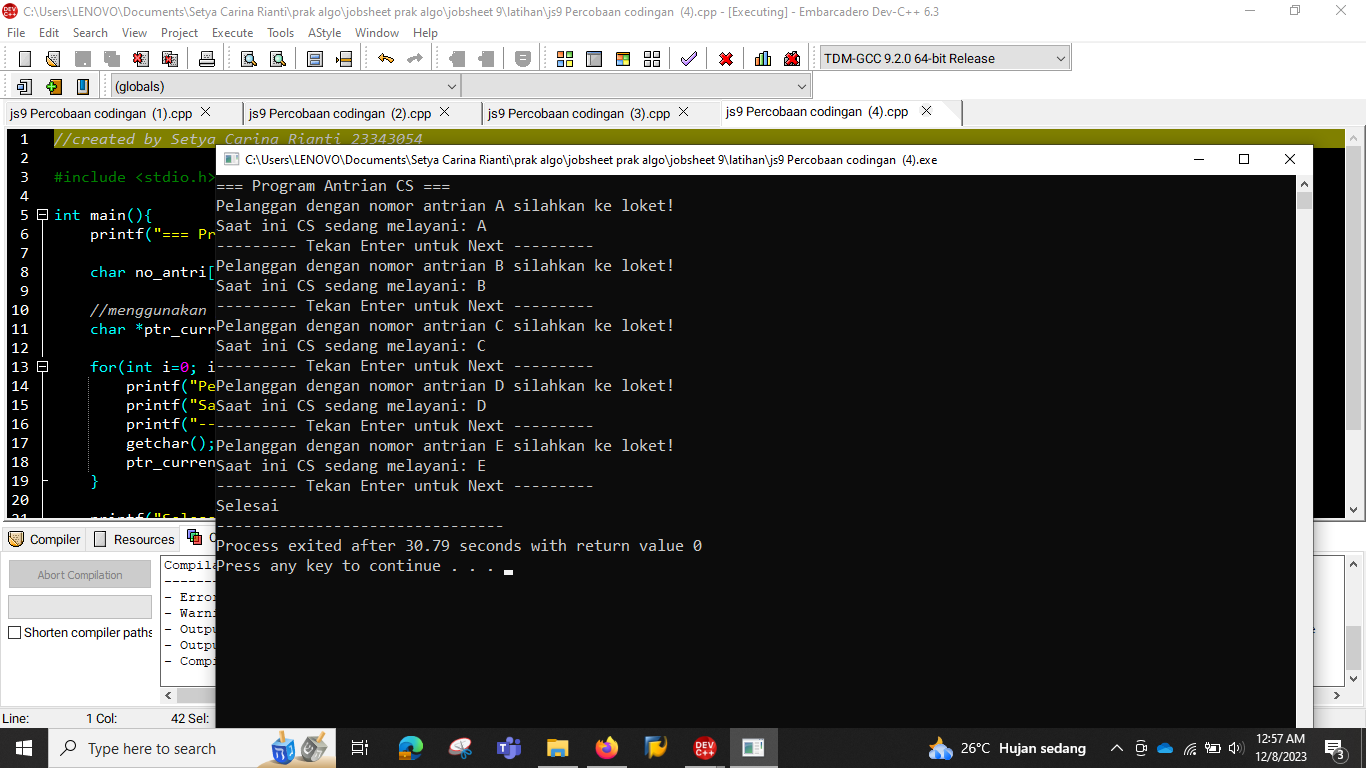 C:\Users\LENOVO\Documents\Setya Carina Rianti\prak algo\jobsheet prak algo\jobsheet 9\latihan\js9 Percobaan codingan  (4).cpp - [Executing] - Embarcadero Dev-C++ 6.3
File Edit Search View Project Execute Tools AStyle Window Help
TDM-GCC 9.2.0 64-bit Release
(globals)
js9 Percobaan codingan  (1).cpp js9 Percobaan codingan  (2).cpp js9 Percobaan codingan  (3).cpp js9 Percobaan codingan  (4).cpp
1 //created by Setya Carina Rianti 23343054
2
3 #include <stdio.h>
4
5 int main(){
6 printf("=== Pr
7
8 char no_antri[
9
10 //menggunakan
11 char *ptr_curr
12
13 for(int i=0; i
14 printf("Pe
15 printf("Sa
16 printf("--
17 getchar();
18 ptr_curren
19 }
20
C:\Users\LENOVO\Documents\Setya Carina Rianti\prak algo\jobsheet prak algo\jobsheet 9\latihan\js9 Percobaan codingan  (4).exe
=== Program Antrian CS ===
Pelanggan dengan nomor antrian A silahkan ke loket!
Saat ini CS sedang melayani: A
--------- Tekan Enter untuk Next ---------
Pelanggan dengan nomor antrian B silahkan ke loket!
Saat ini CS sedang melayani: B
--------- Tekan Enter untuk Next ---------
Pelanggan dengan nomor antrian C silahkan ke loket!
Saat ini CS sedang melayani: C
--------- Tekan Enter untuk Next ---------
Pelanggan dengan nomor antrian D silahkan ke loket!
Saat ini CS sedang melayani: D
--------- Tekan Enter untuk Next ---------
Pelanggan dengan nomor antrian E silahkan ke loket!
Saat ini CS sedang melayani: E
--------- Tekan Enter untuk Next ---------
Selesai
--------------------------------
Process exited after 30.79 seconds with return value 0
Press any key to continue . . .
Compiler Resources
Abort Compilation
Shorten compiler paths
Compila
-------
- Error
- Warni
- Outpu
- Outpu
- Compi
Line: 1 Col: 42 Sel:
Type here to search
DEV C++
26°C Hujan sedang
12:57 AM
12/8/2023
3